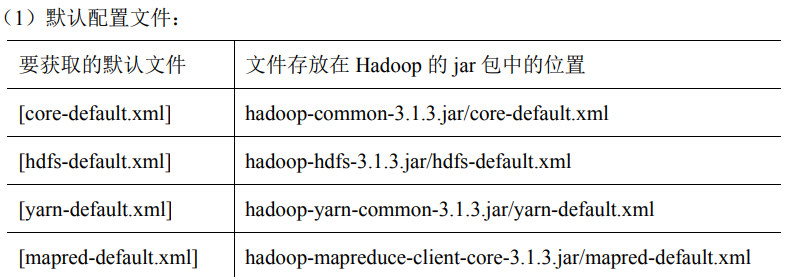 （1）默认配置文件：
要获取的默认文件 文件存放在 Hadoop 的 jar 包中的位置
[core-default.xml] hadoop-common-3.1.3.jar/core-default.xml
[hdfs-default.xml] hadoop-hdfs-3.1.3.jar/hdfs-default.xml
[yarn-default.xml] hadoop-yarn-common-3.1.3.jar/yarn-default.xml
[mapred-default.xml] hadoop-mapreduce-client-core-3.1.3.jar/mapred-default.xml